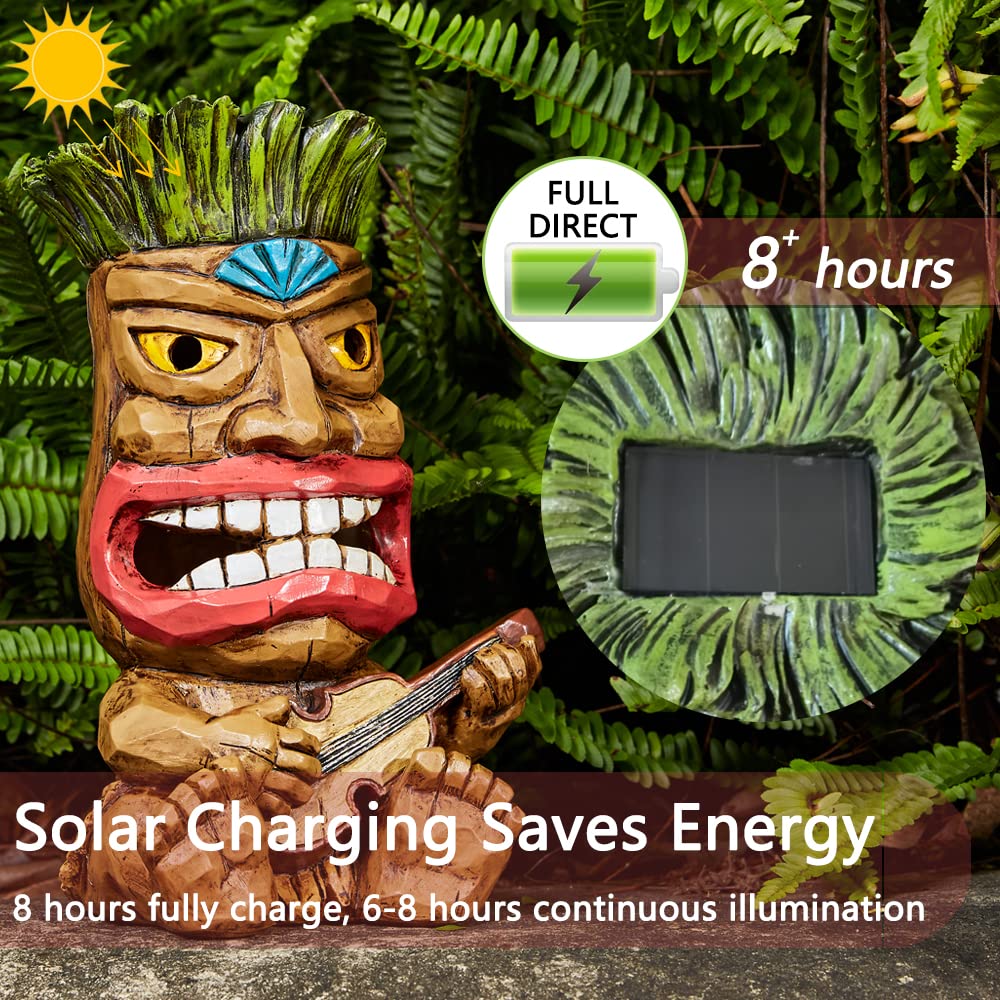 FULL
DIRECT
8+ hours
Solar Charging Saves Energy
8 hours fully charge, 6-8 hours continuous illumination